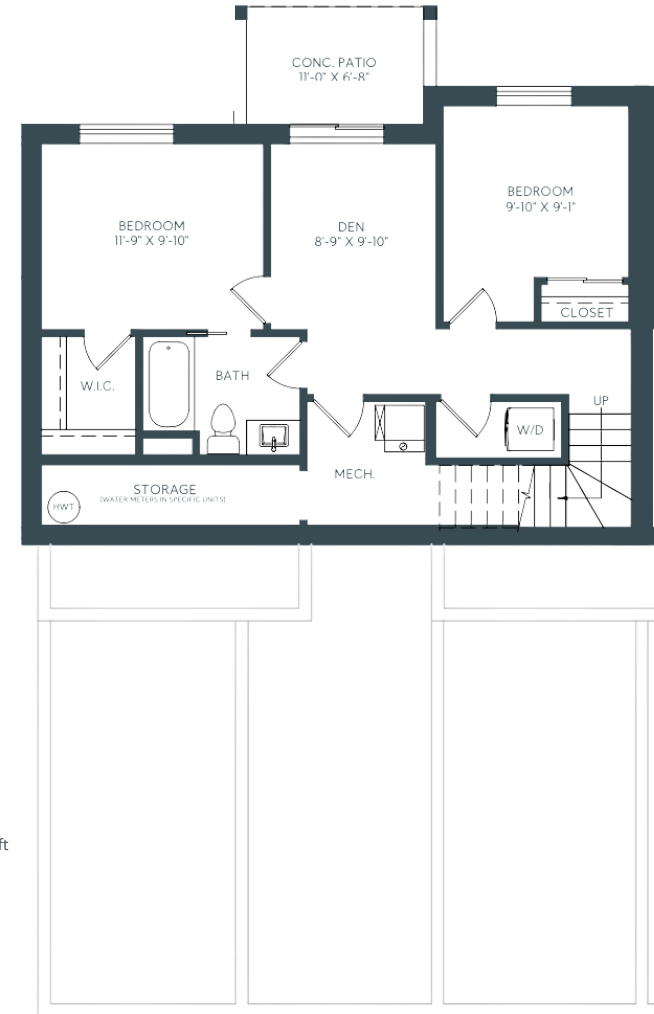 CONC. PATIO
11'-0" X 6'-8"
BEDROOM
9'-10" X 9'-1"
BEDROOM
11'-9" X 9'-10"
DEN
8'-9" X 9'-10"
CLOSET
W.I.C.
BATH
UP
W/D
MECH.
STORAGE
(WATER METERS IN SPECIFIC UNITS)
HWT
ft